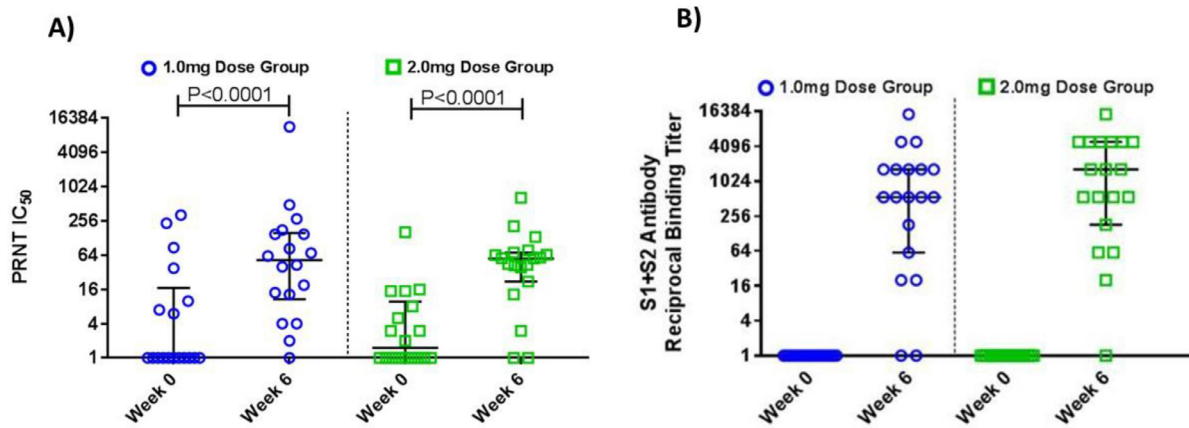 A)
1.0mg Dose Group
2.0mg Dose Group
P<0.0001
P<0.0001
PRNT IC50
16384
4096
1024
256
64
16
4
1
Week 0
Week 6
Week 0
Week 6
B)
1.0mg Dose Group
2.0mg Dose Group
S1+S2 Antibody
Reciprocal Binding Titer
16384
4096
1024
256
64
16
4
1
Week 0
Week 6
Week 0
Week 6